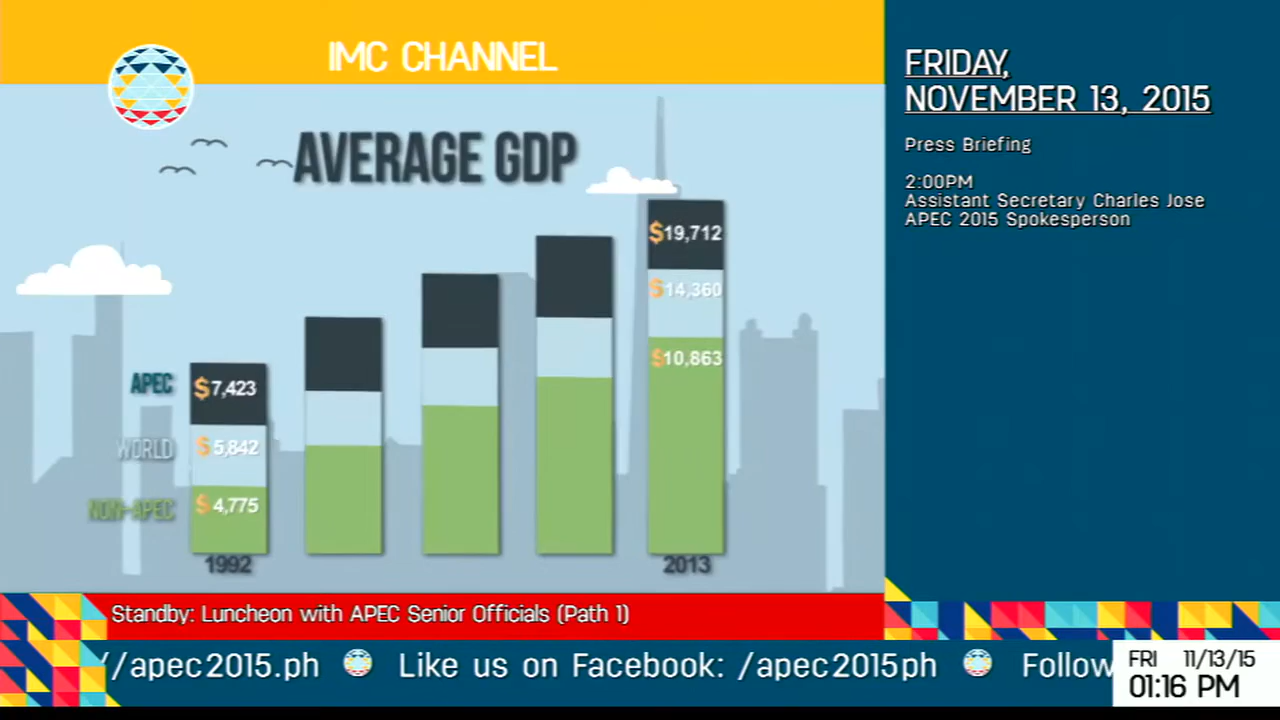 IMC CHANNEL
AVERAGE GDP
$19,712
$14,360
$10,863
APEC
$7,423
WORLD
$5,842
NON-APEC
$4,775
1992
2013
FRIDAY,
NOVEMBER 13, 2015
Press Briefing
2:00PM
Assistant Secretary Charles Jose
APEC 2015 Spokesperson
Standby: Luncheon with APEC Senior Officials (Path 1)
//apec2015.ph Like us on Facebook: /apec2015ph Follow
FRI 11/13/15
01:16 PM